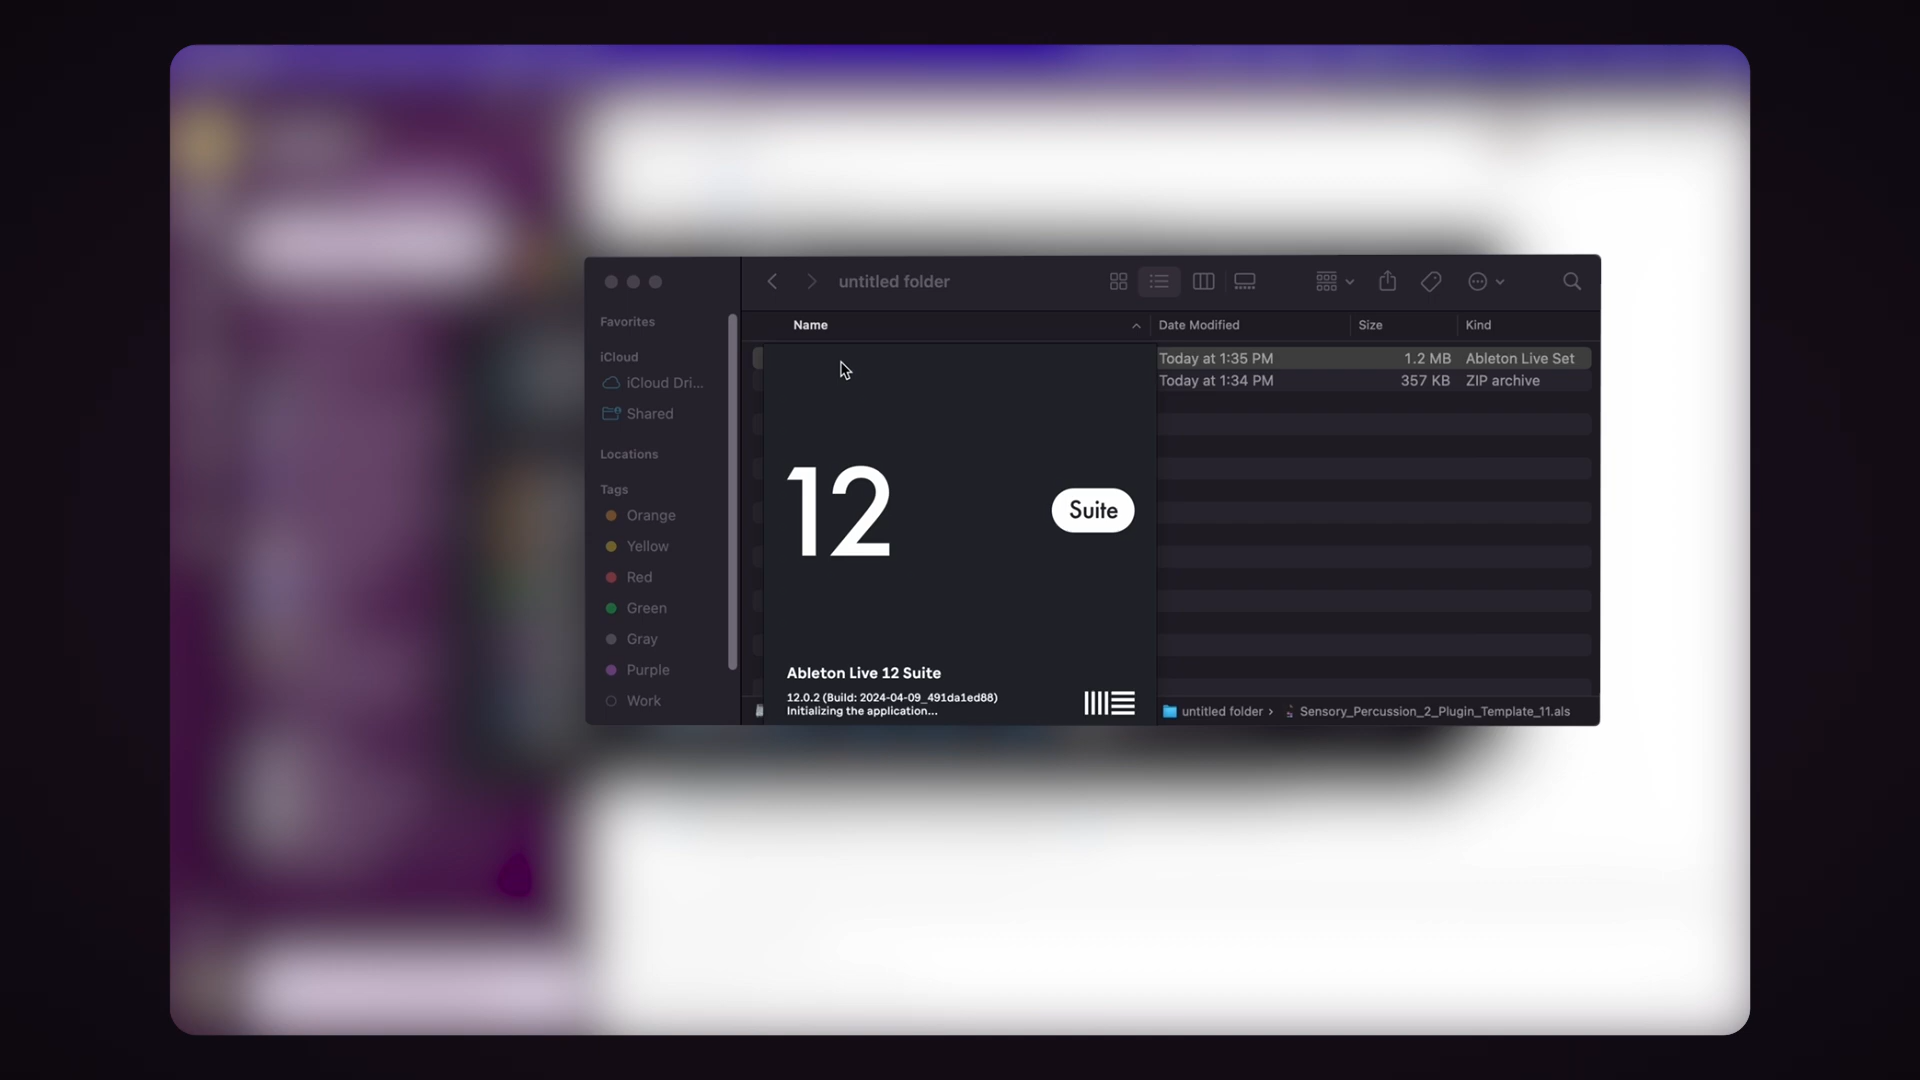 untitled folder
Name Date Modified Size Kind
Favorites
iCloud
iCloud Dri...
Shared
Locations
Tags
Orange
Yellow
Red
Green
Gray
Purple
Work
Today at 1:35 PM 1.2 MB Ableton Live Set
Today at 1:34 PM 357 KB ZIP archive
12
Suite
Ableton Live 12 Suite
12.0.2 (Build: 2024-04-09_491da1ed88)
Initializing the application...
untitled folder › Sensory_Percussion_2_Plugin_Template_11.als